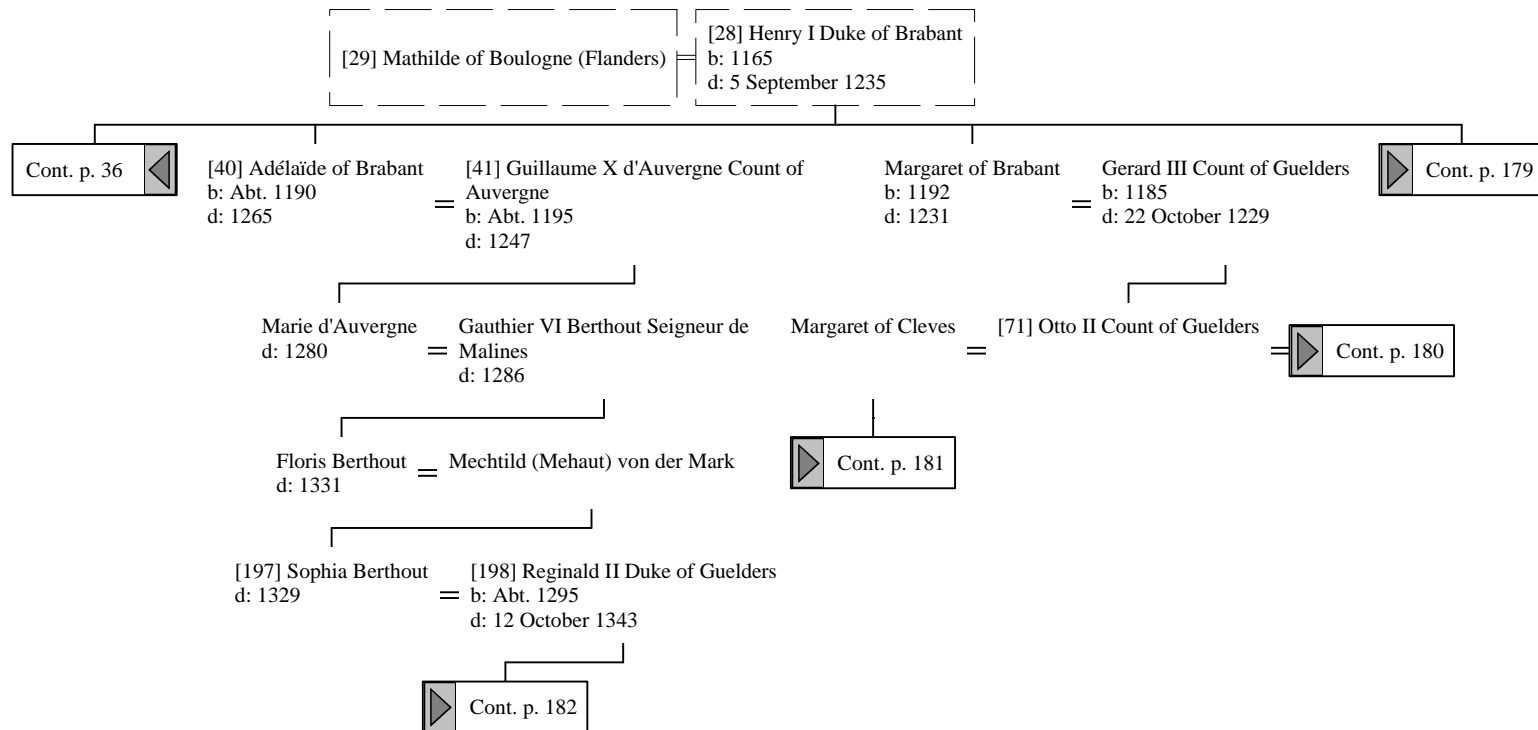 [29] Mathilde of Boulogne (Flanders)
[28] Henry I Duke of Brabant
b: 1165
d: 5 September 1235
Cont. p. 36
[40] Adélaïde of Brabant
b: Abt. 1190
d: 1265
=
[41] Guillaume X d'Auvergne Count of
Auvergne
b: Abt. 1195
d: 1247
Margaret of Brabant
b: 1192
d: 1231
=
Gerard III Count of Guelders
b: 1185
d: 22 October 1229
Cont. p. 179
Marie d'Auvergne
d: 1280
=
Gauthier VI Berthout Seigneur de
Malines
d: 1286
Margaret of Cleves
=
[71] Otto II Count of Guelders
=
Cont. p. 180
Floris Berthout
d: 1331
=
Mechtild (Mehaut) von der Mark
Cont. p. 181
[197] Sophia Berthout
d: 1329
=
[198] Reginald II Duke of Guelders
b: Abt. 1295
d: 12 October 1343
Cont. p. 182